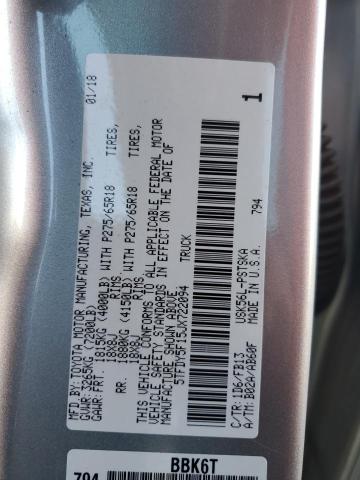 MFD BY: TOYOTA MOTOR MANUFACTURING, TEXAS, INC. 01/18
GVWR: 3265KG (7200LB)
GAWR: FRT. 1815KG (4000LB) WITH P275/65R18 TIRES,
18X8J RIMS,
RR. 1880KG (4150LB) WITH P275/65R18 TIRES,
18X8J RIMS,
THIS VEHICLE CONFORMS TO ALL APPLICABLE FEDERAL MOTOR
VEHICLE SAFETY STANDARDS IN EFFECT ON THE DATE OF
MANUFACTURE SHOWN ABOVE.
5TFDY5F15JX722094 TRUCK
1
C/TR: 1D6/FB13 USK56L-PSTSKA 794
A/TM: B02A/AB60F MADE IN U.S.A.
794 BBK6T